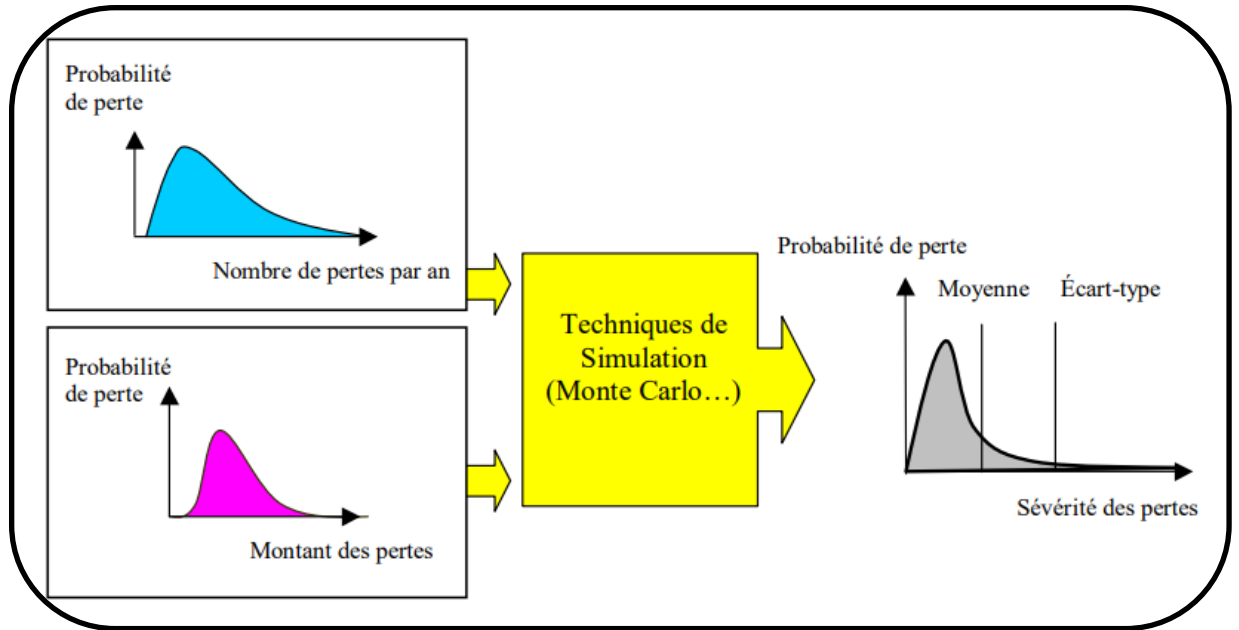 Probabilité
de perte
Nombre de pertes par an
Probabilité
de perte
Montant des pertes
Techniques de
Simulation
(Monte Carlo…)
Probabilité de perte
Moyenne
Écart-type
Sévérité des pertes